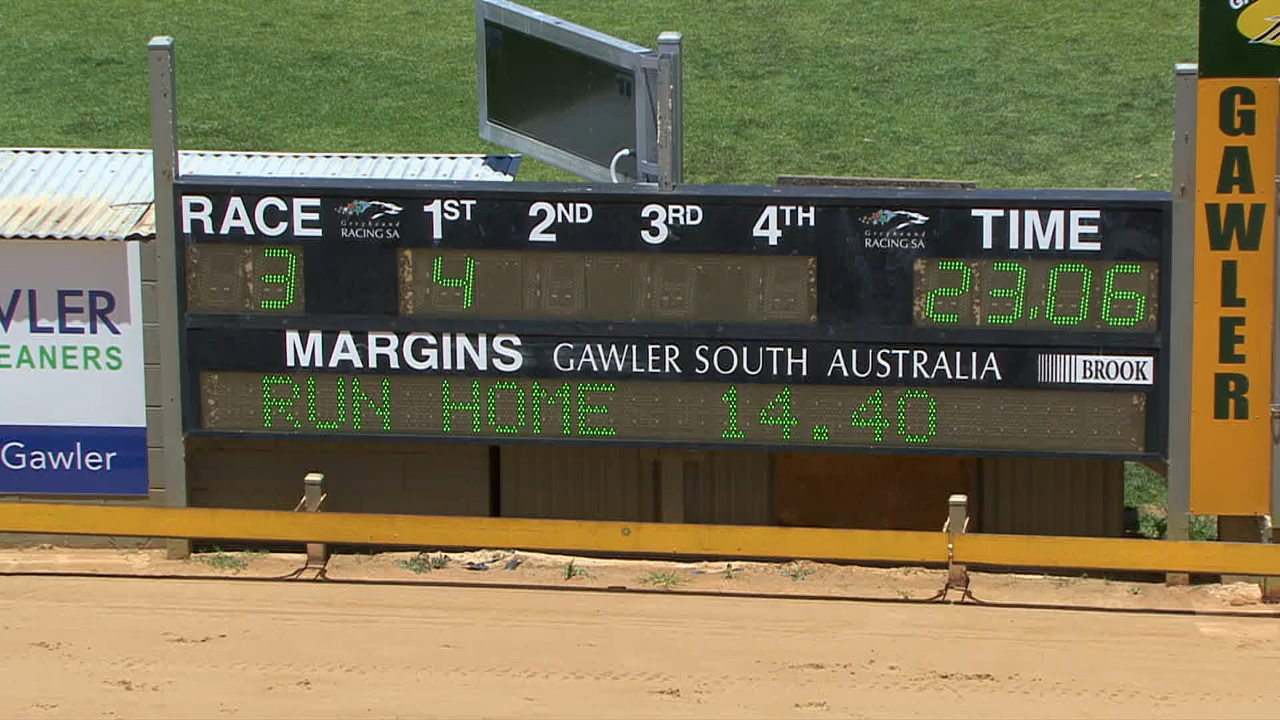 RACE Greyhound RACING SA 1ST 2ND 3RD 4TH Greyhound RACING SA TIME
3 4 23.06
MARGINS GAWLER SOUTH AUSTRALIA BROOK
RUN HOME 14.40
WLER
EANERS
Gawler
GAWLER